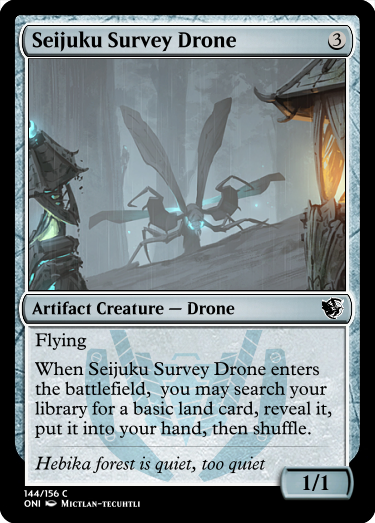 Seijuku Survey Drone 3
Artifact Creature — Drone
Flying
When Seijuku Survey Drone enters
the battlefield,  you may search your
library for a basic land card, reveal it,
put it into your hand, then shuffle.
Hebika forest is quiet, too quiet
1/1
144/156 C
ONI Mictlan-tecuhtli